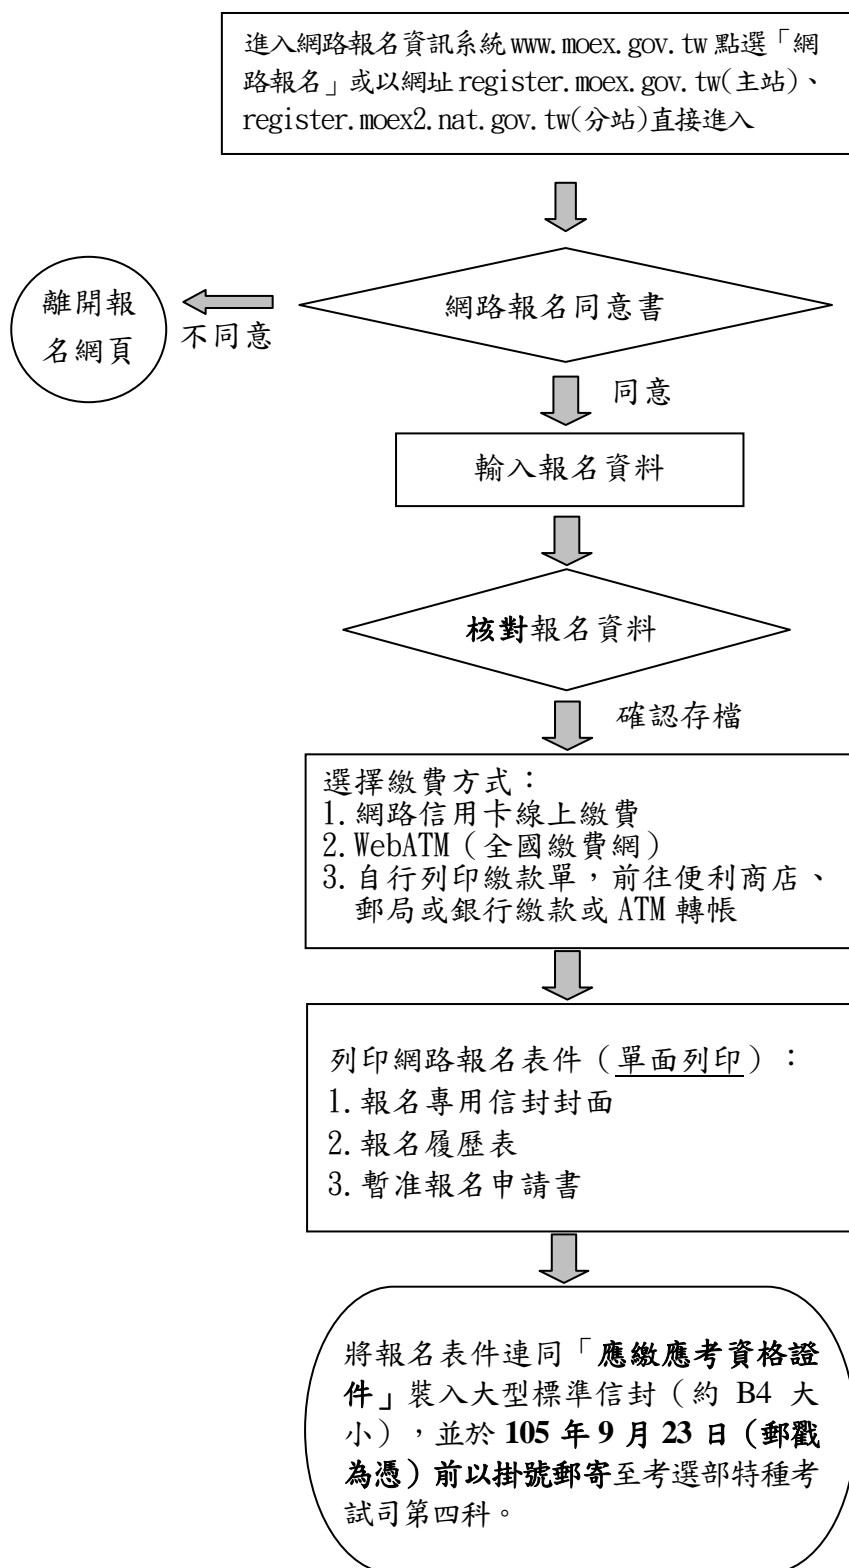 進入網路報名資訊系統 www.moex.gov.tw 點選「網
路報名」或以網址 register.moex.gov.tw(主站)、
register.moex2.nat.gov.tw(分站)直接進入
網路報名同意書
離開報
名網頁
不同意
同意
輸入報名資料
核對報名資料
確認存檔
選擇繳費方式：
1.網路信用卡線上繳費
2.WebATM（全國繳費網）
3.自行列印繳款單，前往便利商店、
郵局或銀行繳款或 ATM 轉帳
列印網路報名表件（單面列印）：
1.報名專用信封封面
2.報名履歷表
3.暫准報名申請書
將報名表件連同「應繳應考資格證
件」裝入大型標準信封（約 B4 大
小），並於 105 年 9 月 23 日（郵戳
為憑）前以掛號郵寄至考選部特種考
試司第四科。